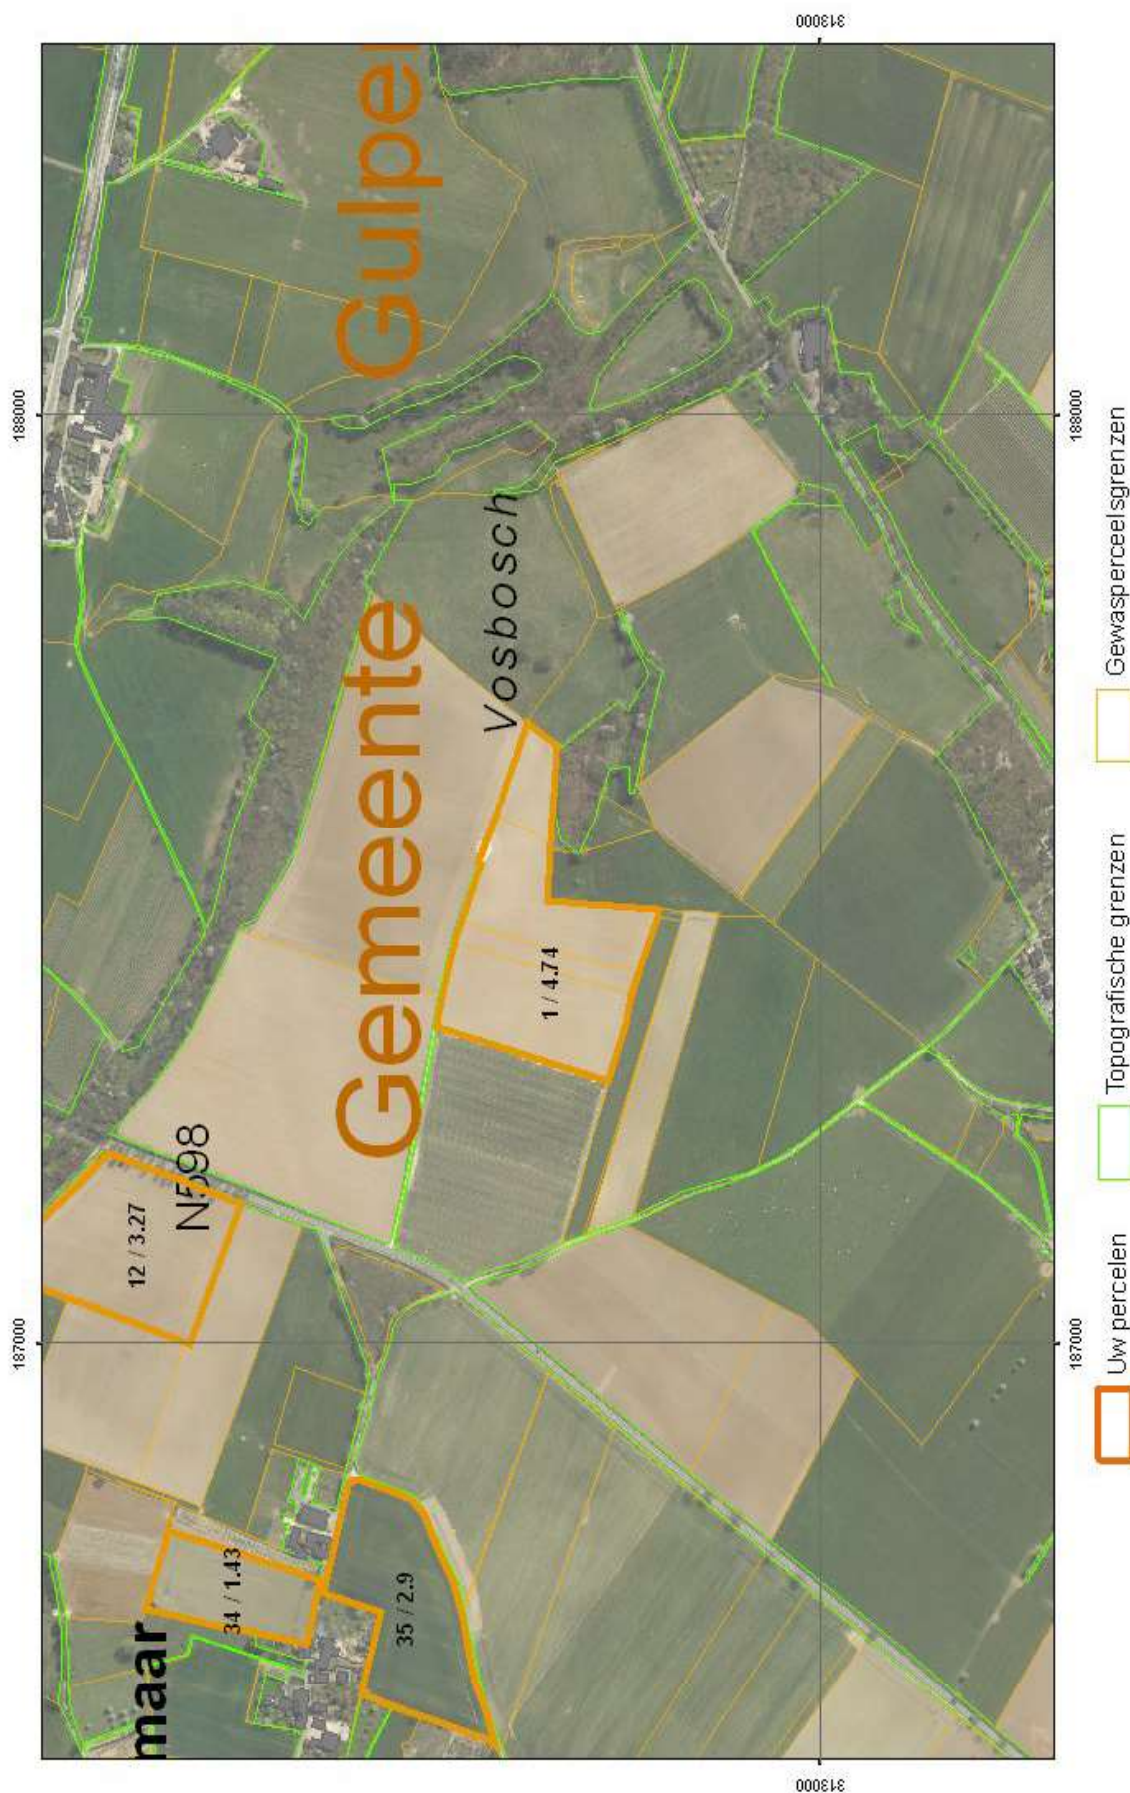 188000
187000
313000
313000
188000
187000
maar
N598
Gemeente Gulpe
Vosbosch
12 / 3.27
34 / 1.43
35 / 2.9
1 / 4.74
Uw percelen
Topografische grenzen
Gewasperceelsgrenzen